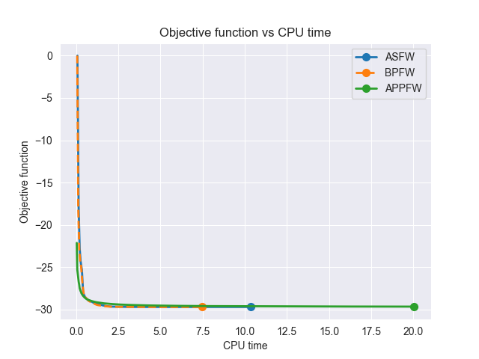 Objective function vs CPU time
ASFW
BPFW
APPFW
Objective function
0
−5
−10
−15
−20
−25
−30
0.0 2.5 5.0 7.5 10.0 12.5 15.0 17.5 20.0
CPU time